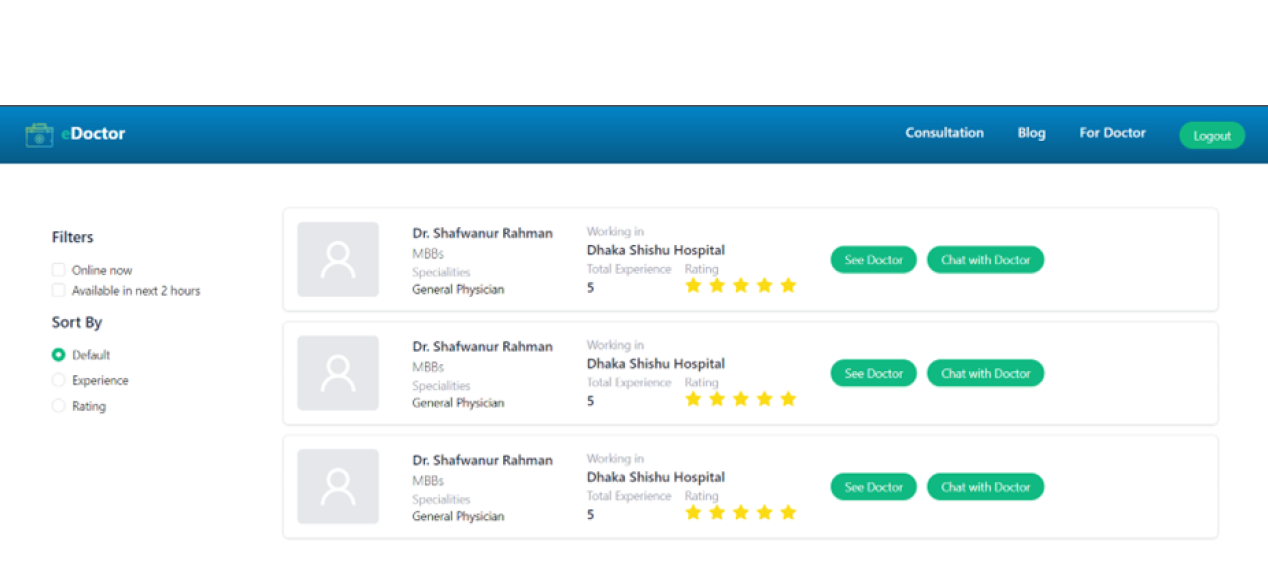 eDoctor
Consultation Blog For Doctor Logout
Filters
Online now
Available in next 2 hours
Sort By
Default
Experience
Rating
Dr. Shafwanur Rahman
MBBs
Specialities
General Physician
Working in
Dhaka Shishu Hospital
Total Experience Rating
5
See Doctor Chat with Doctor
Dr. Shafwanur Rahman
MBBs
Specialities
General Physician
Working in
Dhaka Shishu Hospital
Total Experience Rating
5
See Doctor Chat with Doctor
Dr. Shafwanur Rahman
MBBs
Specialities
General Physician
Working in
Dhaka Shishu Hospital
Total Experience Rating
5
See Doctor Chat with Doctor